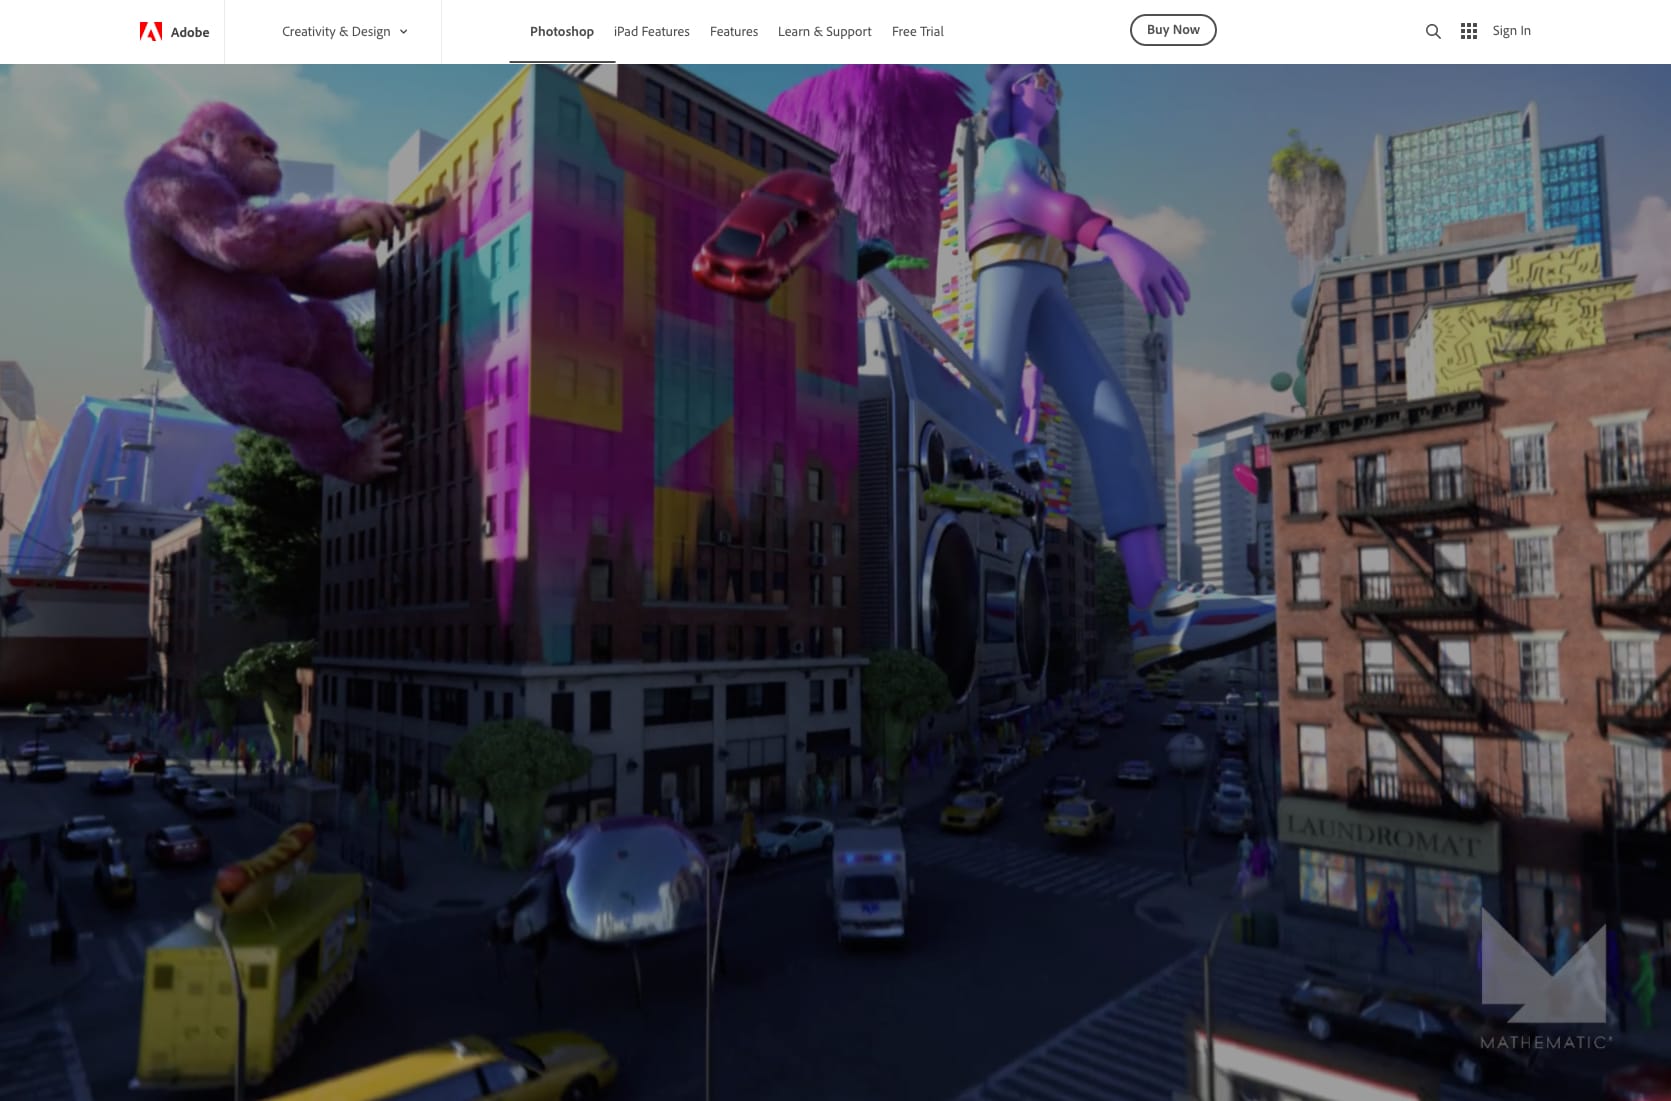 Adobe
Creativity & Design
Photoshop
iPad Features
Features
Learn & Support
Free Trial
Buy Now
Sign In
LAUNDROMAT
MATHEMATIC